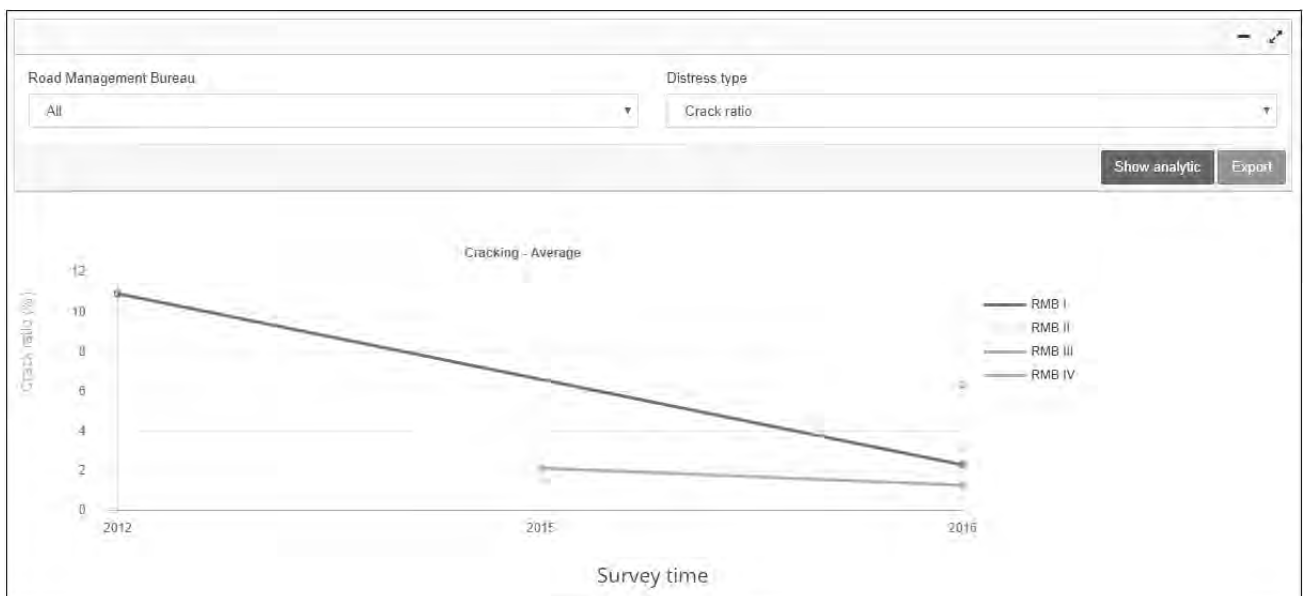 Road Management Bureau
Distress type
All
Crack ratio
Show analytic
Export
Cracking - Average
12
10
8
6
4
2
0
Crack ratio (%)
RMB I
RMB II
RMB III
RMB IV
2012
2015
2016
Survey time